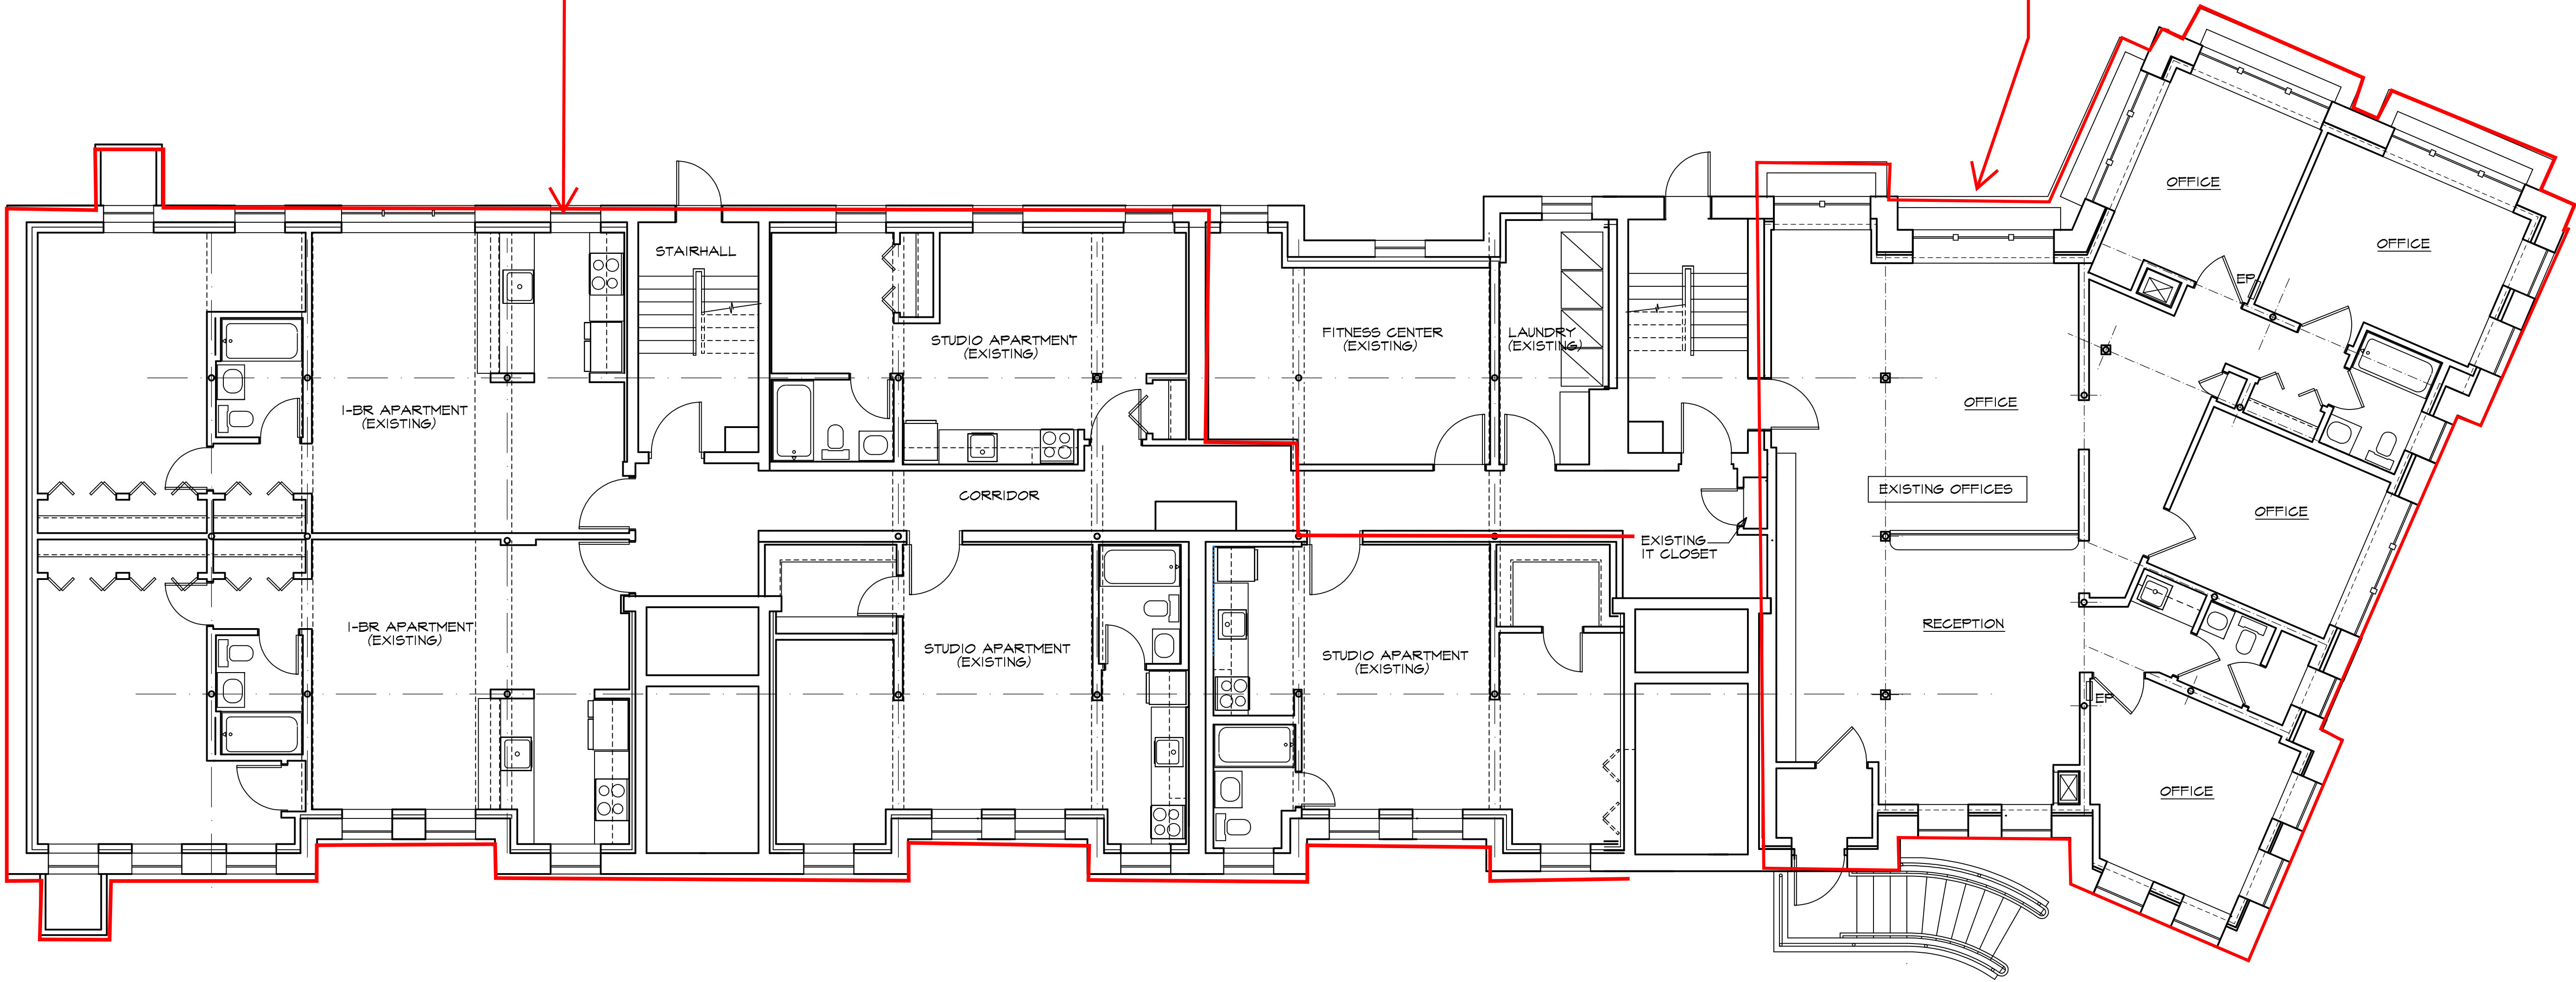 OFFICE
OFFICE
STAIRHALL
EP
STUDIO APARTMENT
(EXISTING)
FITNESS CENTER
(EXISTING)
LAUNDRY
(EXISTING)
1-BR APARTMENT
(EXISTING)
OFFICE
CORRIDOR
EXISTING OFFICES
OFFICE
EXISTING
IT CLOSET
1-BR APARTMENT
(EXISTING)
STUDIO APARTMENT
(EXISTING)
STUDIO APARTMENT
(EXISTING)
RECEPTION
EP
OFFICE